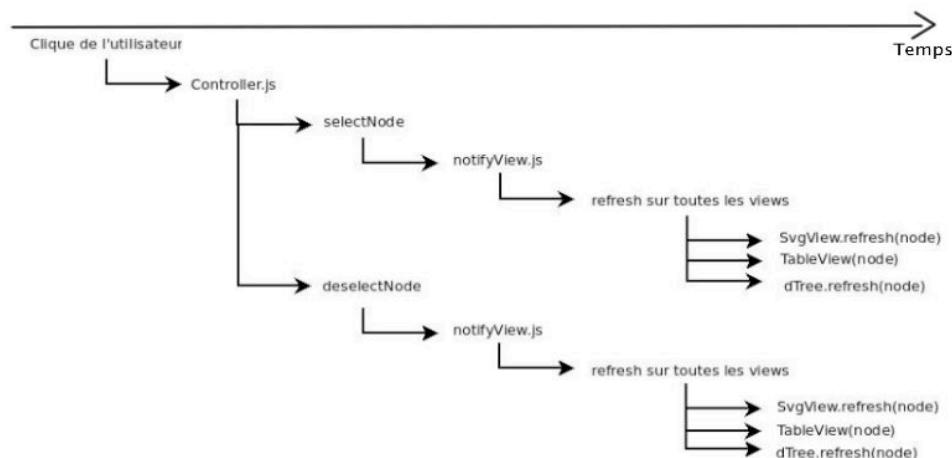 Clique de l'utilisateur
Temps
Controller.js
selectNode
notifyView.js
refresh sur toutes les views
SvgView.refresh(node)
TableView(node)
dTree.refresh(node)
deselectNode
notifyView.js
refresh sur toutes les views
SvgView.refresh(node)
TableView(node)
dTree.refresh(node)